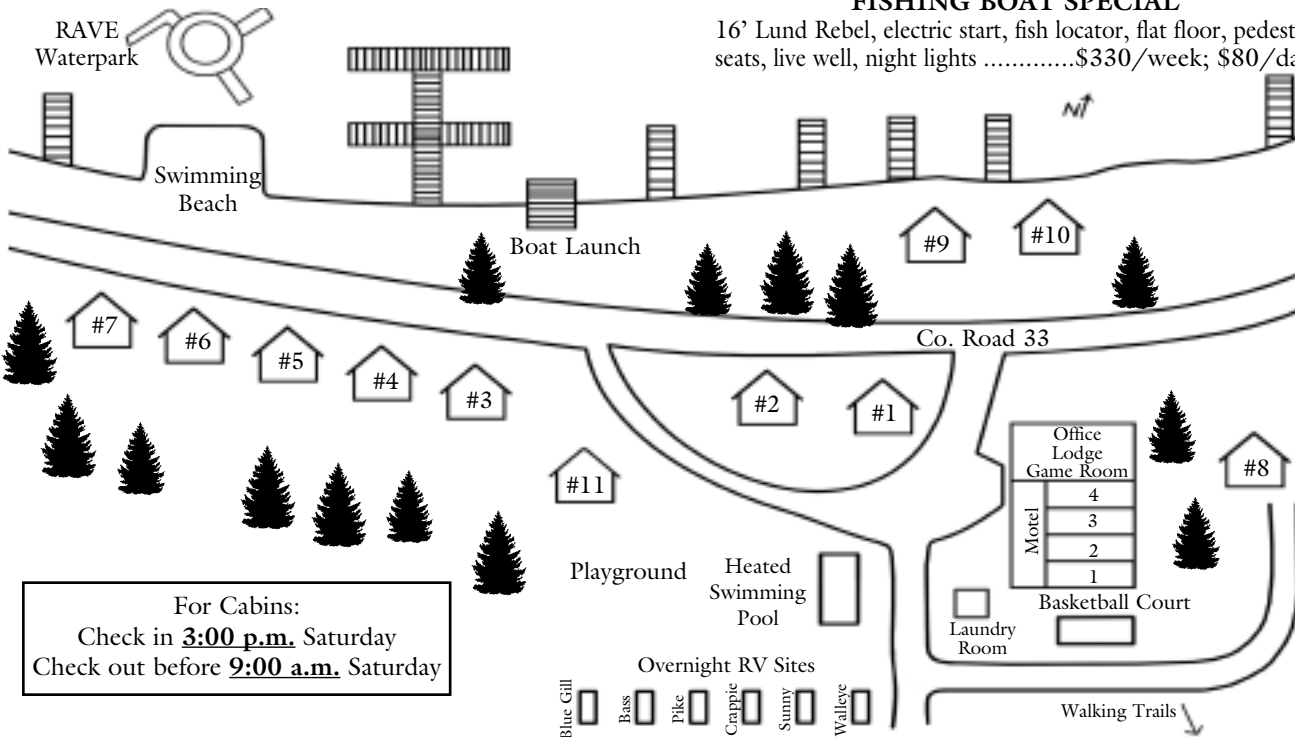 FISHING BOAT SPECIAL
16’ Lund Rebel, electric start, fish locator, flat floor,
seats, live well, night lights .............$330/week;
RAVE
Waterpark
N
Swimming
Beach
Boat Launch
#9
#10
#7
#6
#5
#4
#3
Co. Road 33
#2
#1
#11
#8
Office
Lodge
Game Room
Motel
4
3
2
1
Basketball Court
Playground
Heated
Swimming
Pool
Laundry
Room
For Cabins:
Check in 3:00 p.m. Saturday
Check out before 9:00 a.m. Saturday
Overnight RV Sites
Blue Gill
Bass
Pike
Crappie
Sunny
Walleye
Walking Trails